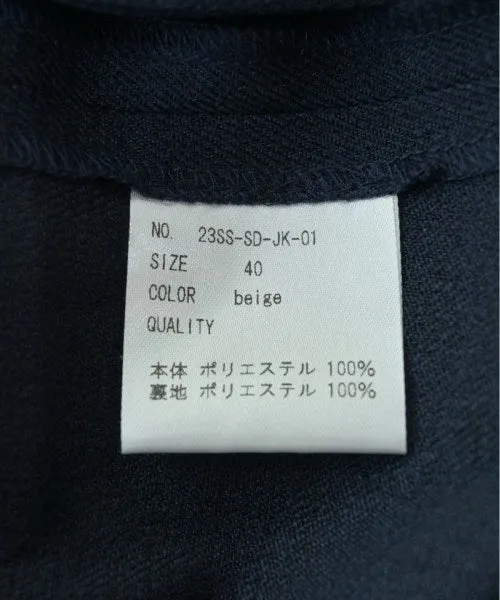 NO. 23SS-SD-JK-01
SIZE 40
COLOR beige
QUALITY
本体 ポリエステル 100%
裏地 ポリエステル 100%